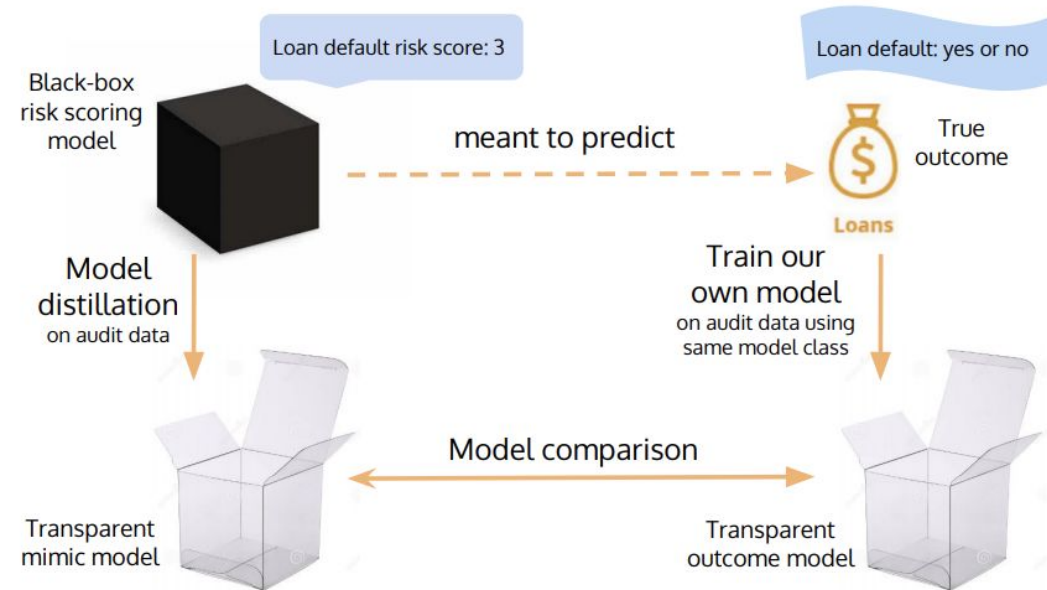 Loan default risk score: 3
Loan default: yes or no
Black-box
risk scoring
model
meant to predict
True
outcome
$
Loans
Model
distillation
on audit data
Train our
own model
on audit data using
same model class
Model comparison
Transparent
mimic model
Transparent
outcome model